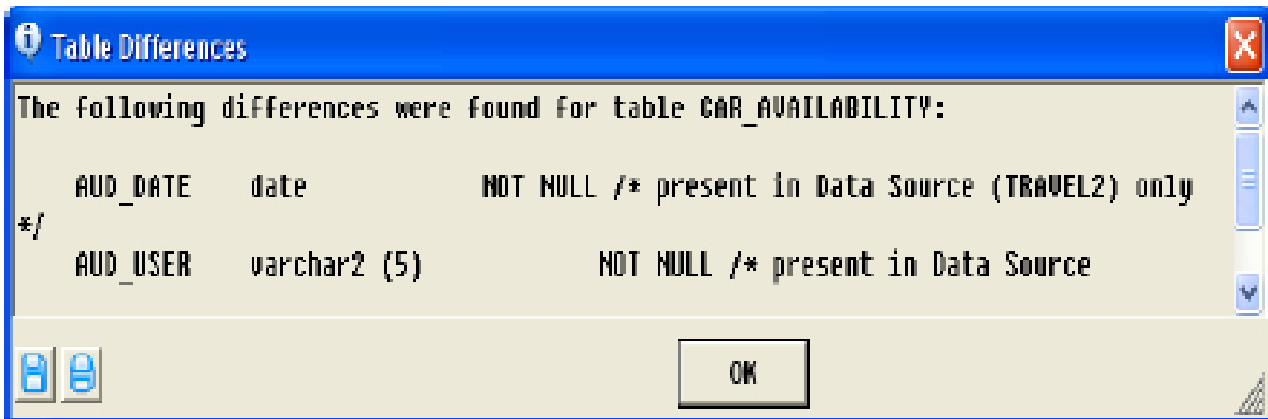 Table Differences
The following differences were found for table CAR_AVAILABILITY:
AUD_DATE date NOT NULL /* present in Data Source (TRAVEL2) only
*/
AUD_USER varchar2 (5) NOT NULL /* present in Data Source
OK